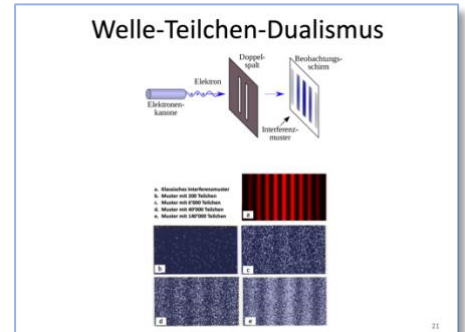 Welle-Teilchen-Dualismus
Doppel-
spalt
Beobachtungs-
schirm
Elektron
Elektronen-
kanone
Interferenz-
muster
a. Klassisches Interferenzmuster
b. Muster mit 200 Teilchen
c. Muster mit 6'000 Teilchen
d. Muster mit 40'000 Teilchen
e. Muster mit 140'000 Teilchen
a
b
c
d
e
21